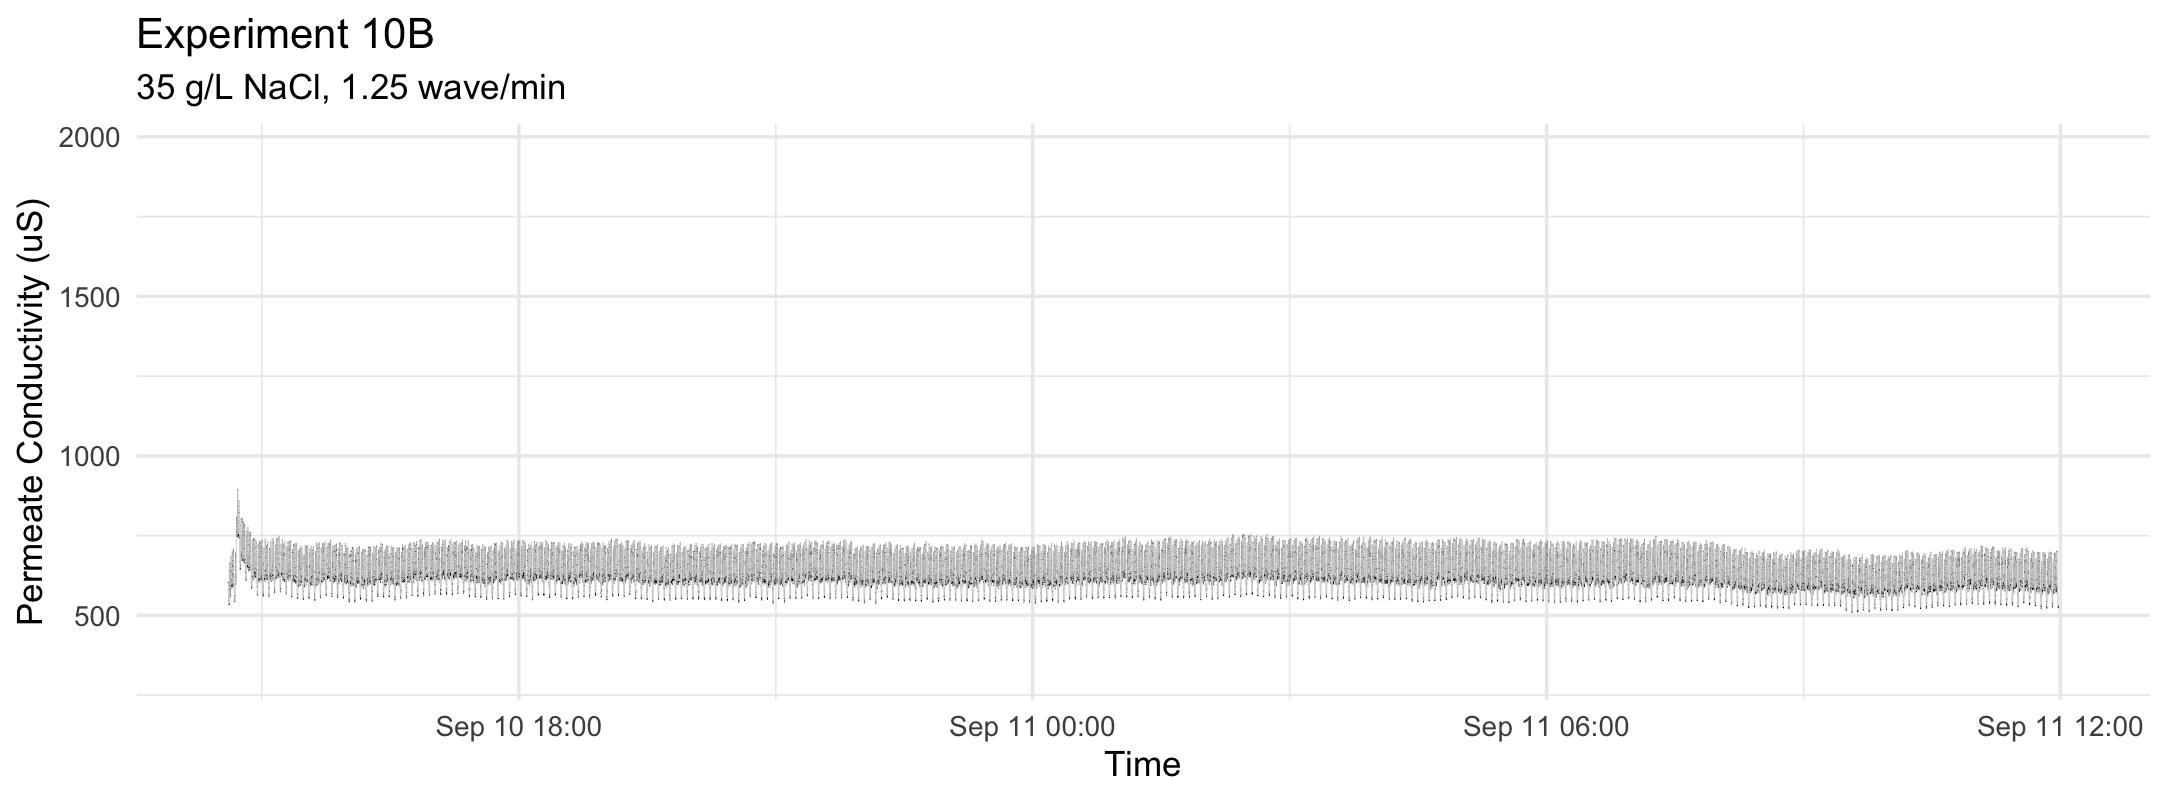 Experiment 10B
35 g/L NaCl, 1.25 wave/min
Permeate Conductivity (uS)
2000
1500
1000
500
Sep 10 18:00
Sep 11 00:00
Sep 11 06:00
Sep 11 12:00
Time